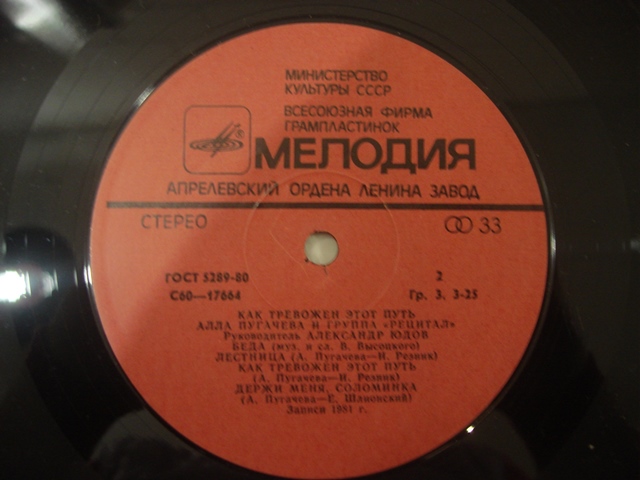 МИНИСТЕРСТВО
КУЛЬТУРЫ СССР
ВСЕСОЮЗНАЯ ФИРМА
ГРАМПЛАСТИНОК
®
МЕЛОДИЯ
АПРЕЛЕВСКИЙ ОРДЕНА ЛЕНИНА ЗАВОД
СТЕРЕО 33
ГОСТ 5289-80 2
С60—17664 Гр. 3. 3-25
КАК ТРЕВОЖЕН ЭТОТ ПУТЬ
АЛЛА ПУГАЧЕВА И ГРУППА «РЕЦИТАЛ»
Руководитель АЛЕКСАНДР ЮДОВ
БЕДА (муз. и сл. В. Высоцкого)
ЛЕСТНИЦА (А. Пугачева—И. Резник)
КАК ТРЕВОЖЕН ЭТОТ ПУТЬ
(А. Пугачева—И. Резник)
ДЕРЖИ МЕНЯ, СОЛОМИНКА
(А. Пугачева—Г. Шлионский)
Записи 1981 г.